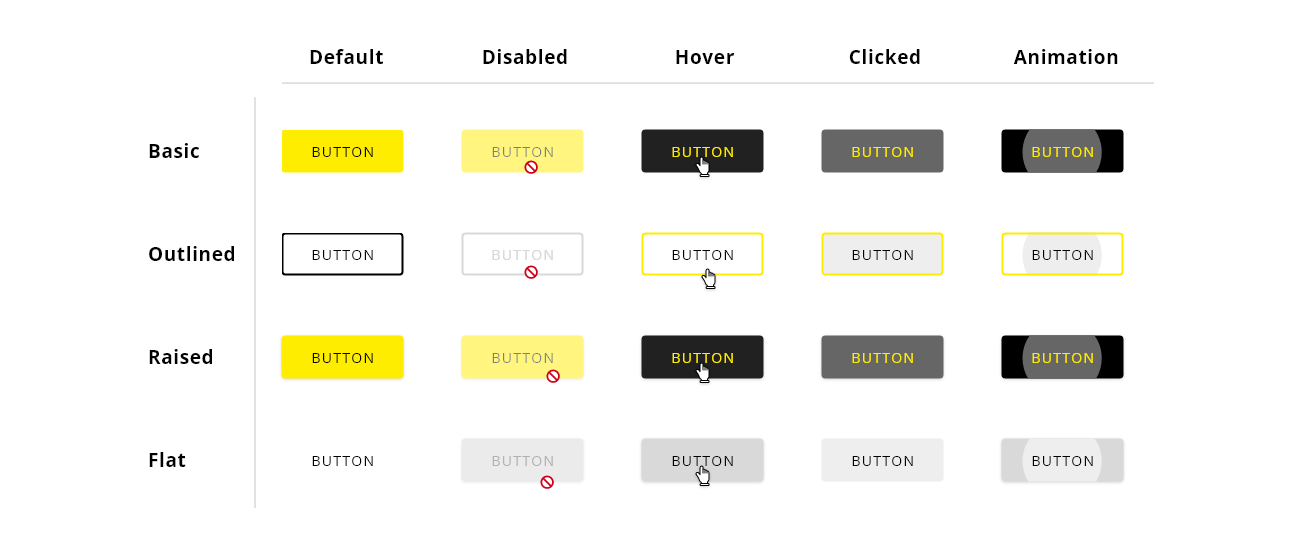 Default Disabled Hover Clicked Animation
Basic BUTTON BUTTON BUTTON BUTTON BUTTON
Outlined BUTTON BUTTON BUTTON BUTTON BUTTON
Raised BUTTON BUTTON BUTTON BUTTON BUTTON
Flat BUTTON BUTTON BUTTON BUTTON BUTTON